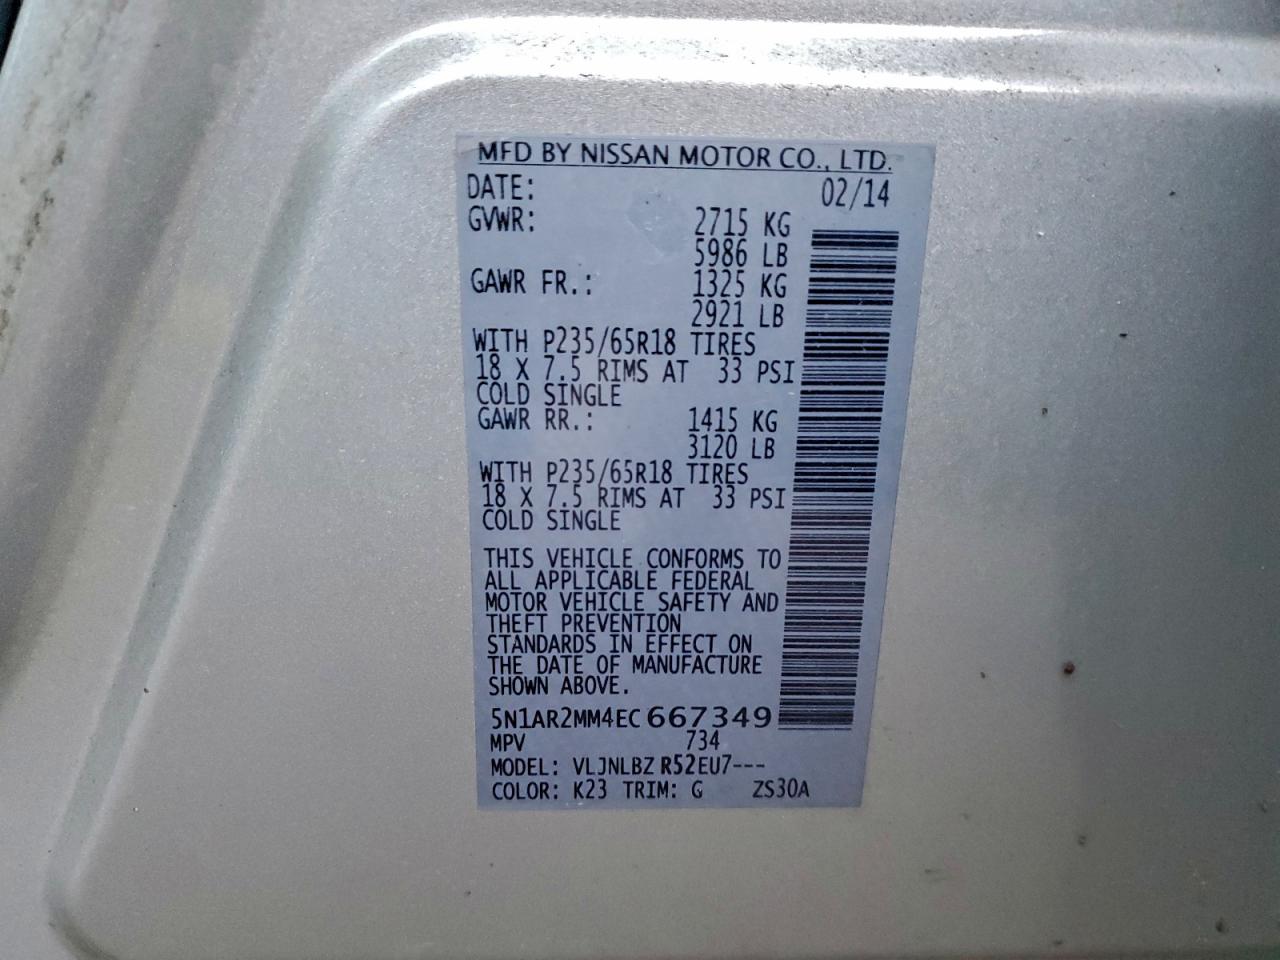 MFD BY NISSAN MOTOR CO., LTD.
DATE: 02/14
GVWR: 2715 KG
5986 LB
GAWR FR.: 1325 KG
2921 LB
WITH P235/65R18 TIRES
18 X 7.5 RIMS AT 33 PSI
COLD SINGLE
GAWR RR.: 1415 KG
3120 LB
WITH P235/65R18 TIRES
18 X 7.5 RIMS AT 33 PSI
COLD SINGLE
THIS VEHICLE CONFORMS TO
ALL APPLICABLE FEDERAL
MOTOR VEHICLE SAFETY AND
THEFT PREVENTION
STANDARDS IN EFFECT ON
THE DATE OF MANUFACTURE
SHOWN ABOVE.
5N1AR2MM4EC667349
MPV 734
MODEL: VLJNLBZ R52EU7---
COLOR: K23 TRIM: G ZS30A